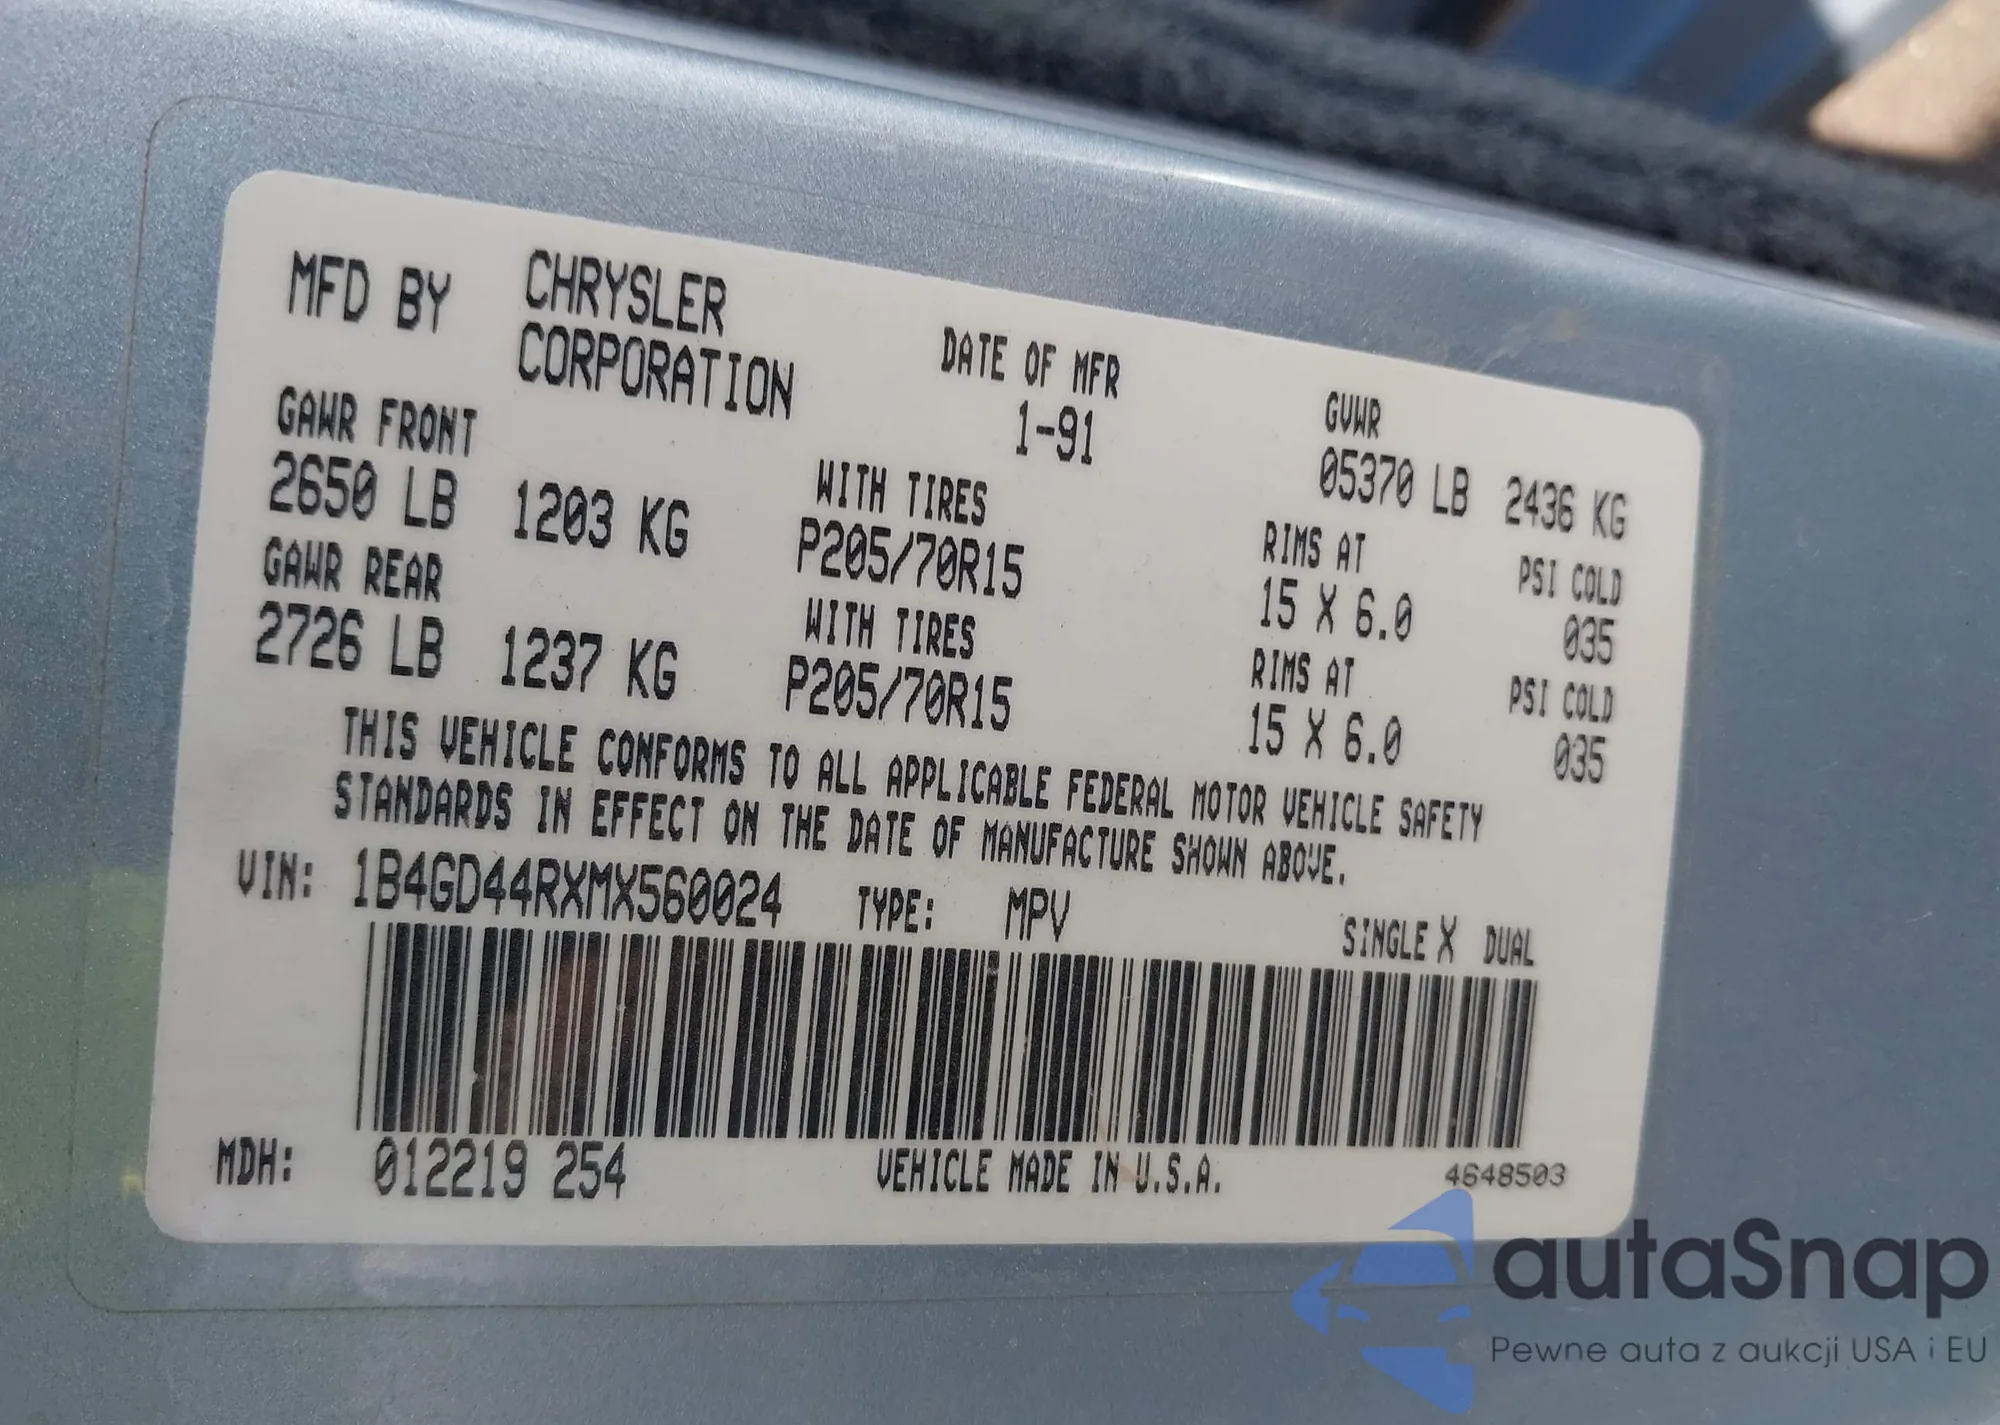 MFD BY CHRYSLER CORPORATION DATE OF MFR 1-91 GVWR 05370 LB 2436 KG
GAWR FRONT WITH TIRES RIMS AT PSI COLD
2650 LB 1203 KG P205/70R15 15 X 6.0 035
GAWR REAR WITH TIRES RIMS AT PSI COLD
2726 LB 1237 KG P205/70R15 15 X 6.0 035
THIS VEHICLE CONFORMS TO ALL APPLICABLE FEDERAL MOTOR VEHICLE SAFETY
STANDARDS IN EFFECT ON THE DATE OF MANUFACTURE SHOWN ABOVE.
VIN: 1B4GD44RXMX560024 TYPE: MPV SINGLE X DUAL
MDH: 012219 254 VEHICLE MADE IN U.S.A. 4648503
autaSnap
Pewne auta z aukcji USA i EU